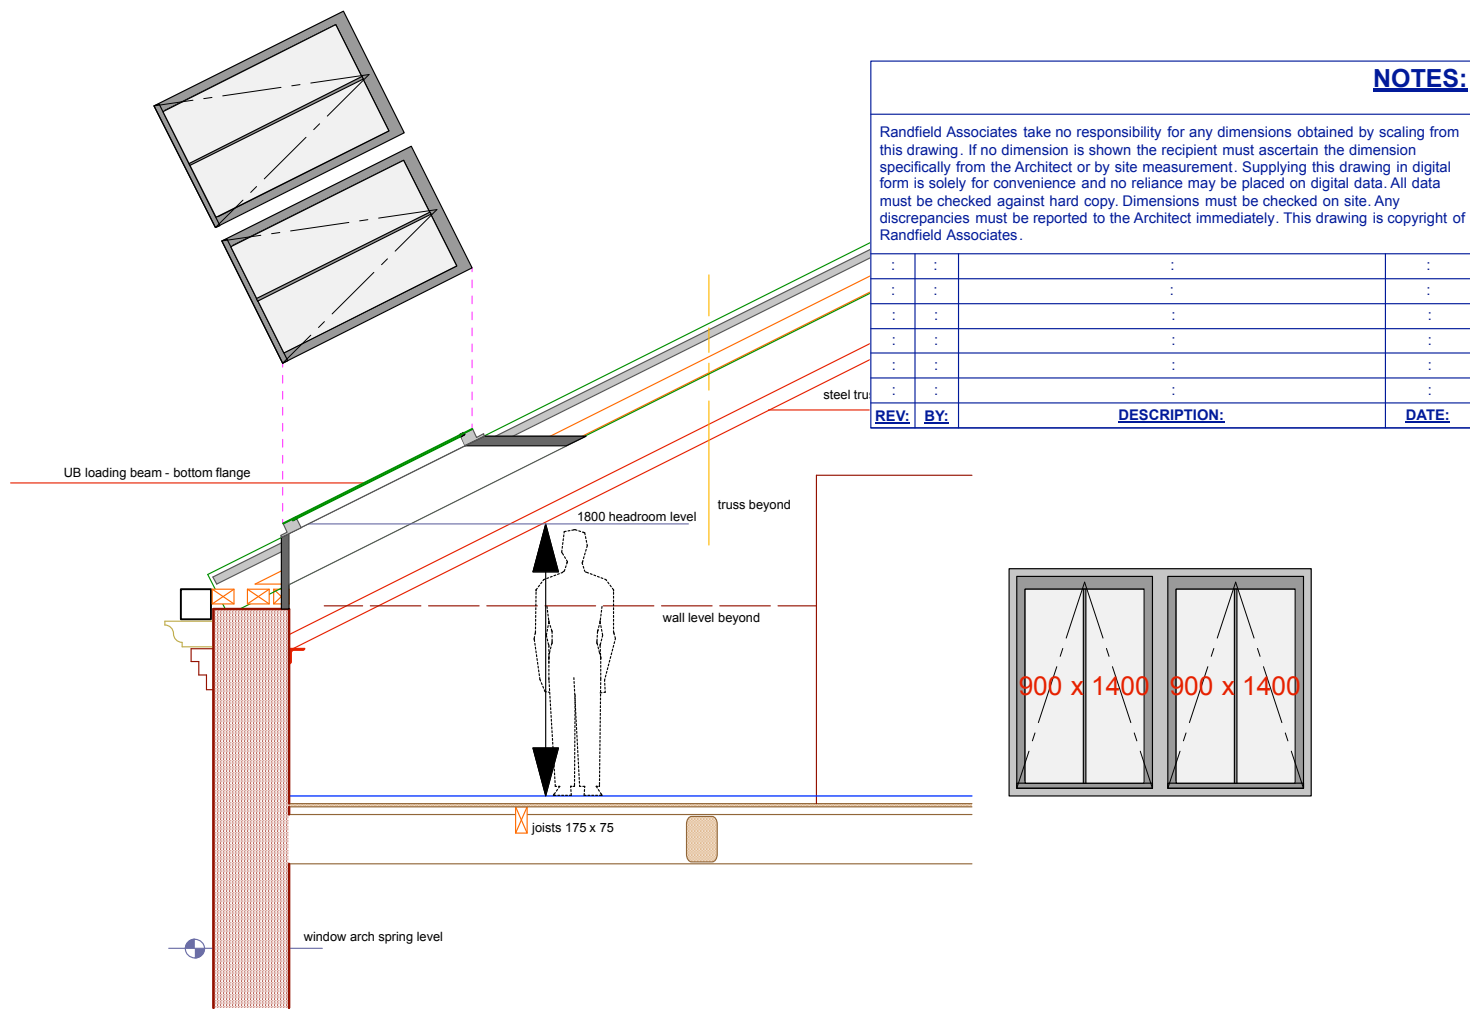 NOTES:
Randfield Associates take no responsibility for any dimensions obtained by scaling from
this drawing. If no dimension is shown the recipient must ascertain the dimension
specifically from the Architect or by site measurement. Supplying this drawing in digital
form is solely for convenience and no reliance may be placed on digital data. All data
must be checked against hard copy. Dimensions must be checked on site. Any
discrepancies must be reported to the Architect immediately. This drawing is copyright of
Randfield Associates.
: : : :
: : : :
: : : :
: : : :
: : : :
: : : :
REV: BY: DESCRIPTION: DATE:
steel
UB loading beam - bottom flange
truss beyond
1800 headroom level
wall level beyond
900 x 1400 900 x 1400
joists 175 x 75
window arch spring level